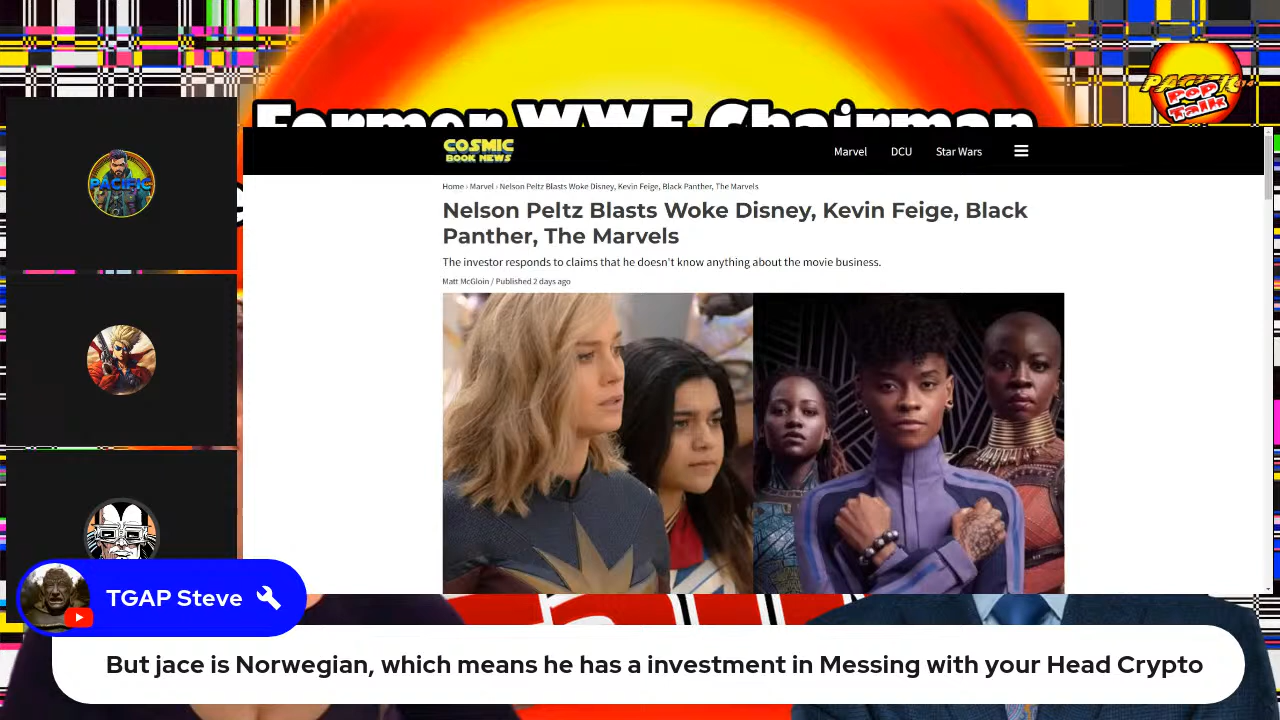 Former WWE Chairman
PACIFIC
Pop
Talk
COSMIC
BOOK NEWS
Marvel
DCU
Star Wars
PACIFIC
Home › Marvel › Nelson Peltz Blasts Woke Disney, Kevin Feige, Black Panther, The Marvels
Nelson Peltz Blasts Woke Disney, Kevin Feige, Black
Panther, The Marvels
The investor responds to claims that he doesn't know anything about the movie business.
Matt McGloin / Published 2 days ago
TGAP Steve
But jace is Norwegian, which means he has a investment in Messing with your Head Crypto